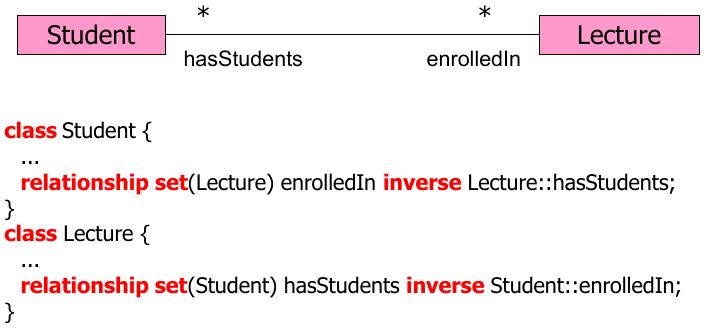 * *
Student Lecture
hasStudents enrolledIn
class Student {
...
relationship set(Lecture) enrolledIn inverse Lecture::hasStudents;
}
class Lecture {
...
relationship set(Student) hasStudents inverse Student::enrolledIn;
}